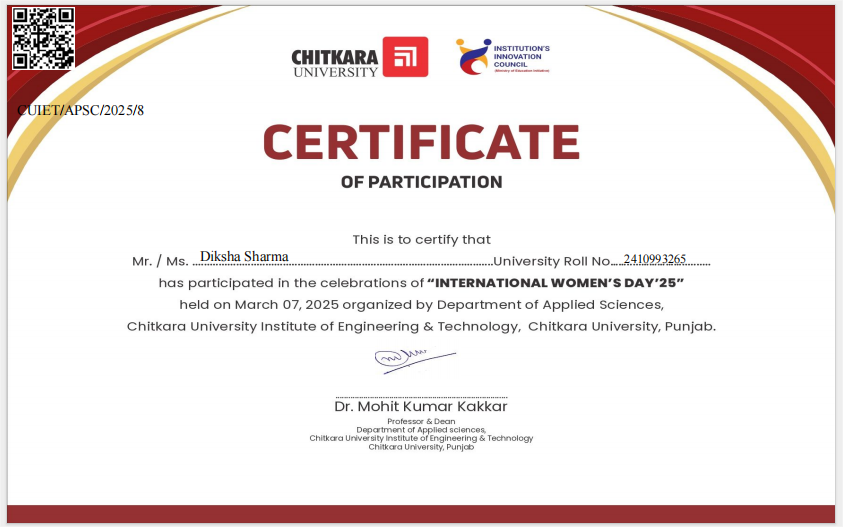 CHITKARA
UNIVERSITY
INSTITUTION'S
INNOVATION
COUNCIL
(Ministry of Education Initiative)
CUIET/APSC/2025/8
CERTIFICATE
OF PARTICIPATION
This is to certify that
Mr. / Ms. Diksha Sharma University Roll No. 2410993265
has participated in the celebrations of “INTERNATIONAL WOMEN’S DAY’25”
held on March 07, 2025 organized by Department of Applied Sciences,
Chitkara University Institute of Engineering & Technology, Chitkara University, Punjab.
Dr. Mohit Kumar Kakkar
Professor & Dean
Department of Applied sciences,
Chitkara University Institute of Engineering & Technology
Chitkara University, Punjab